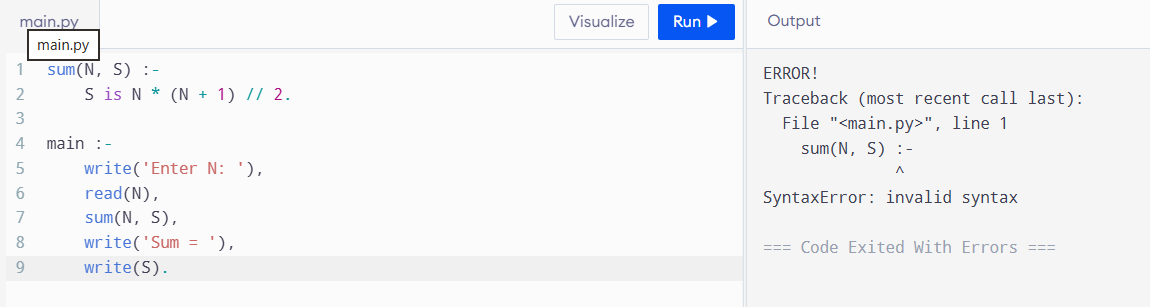 main.py
Visualize
Run
Output
main.py
1 sum(N, S) :-
2     S is N * (N + 1) // 2.
3
4 main :-
5     write('Enter N: '),
6     read(N),
7     sum(N, S),
8     write('Sum = '),
9     write(S).
ERROR!
Traceback (most recent call last):
  File "<main.py>", line 1
    sum(N, S) :-
              ^
SyntaxError: invalid syntax
=== Code Exited With Errors ===